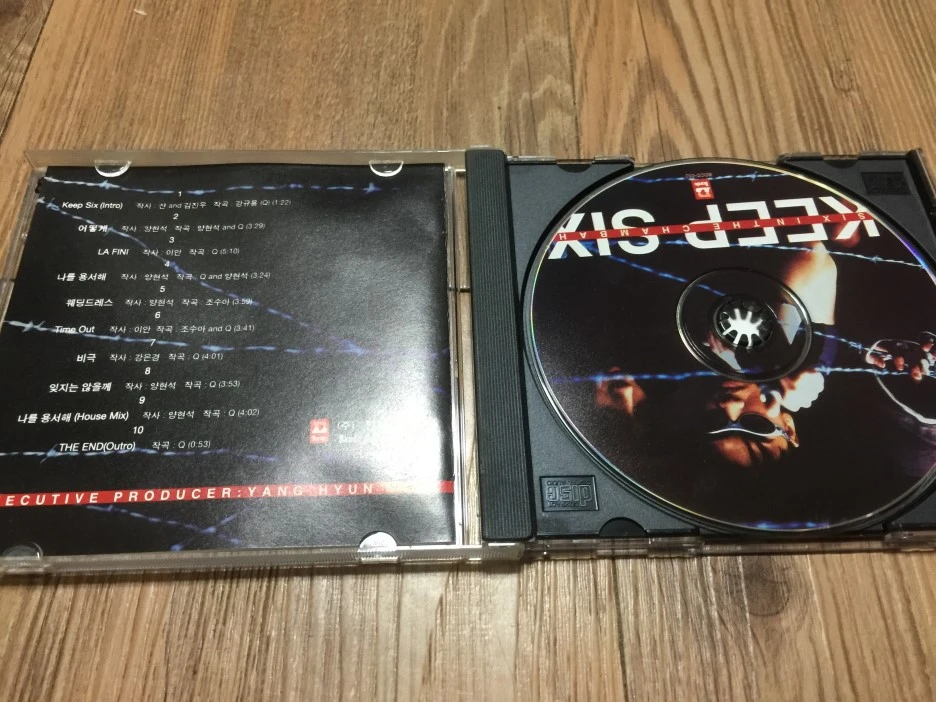 1
Keep Six (Intro) 작사 : 션 and 김진우 작곡 : 강규용 (Q) (1:22)
2
어떻게 작사 : 양현석 작곡 : 양현석 and Q (3:29)
3
LA FINI 작사 : 이안 작곡 : Q (5:10)
4
나를 용서해 작사 : 양현석 작곡 : Q and 양현석 (3:24)
5
웨딩드레스 작사 : 양현석 작곡 : 조수아 (3:59)
6
Time Out 작사 : 이안 작곡 : 조수아 and Q (3:41)
7
비극 작사 : 강은경 작곡 : Q (4:01)
8
잊지는 않을께 작사 : 양현석 작곡 : Q (3:53)
9
나를 용서해 (House Mix) 작사 : 양현석 작곡 : Q (4:02)
10
THE END(Outro) 작곡 : Q (0:53)
(주)
ECUTIVE PRODUCER:YANG HYUN
KEEP SIX
SIX IN THE CHAMBAH
disc